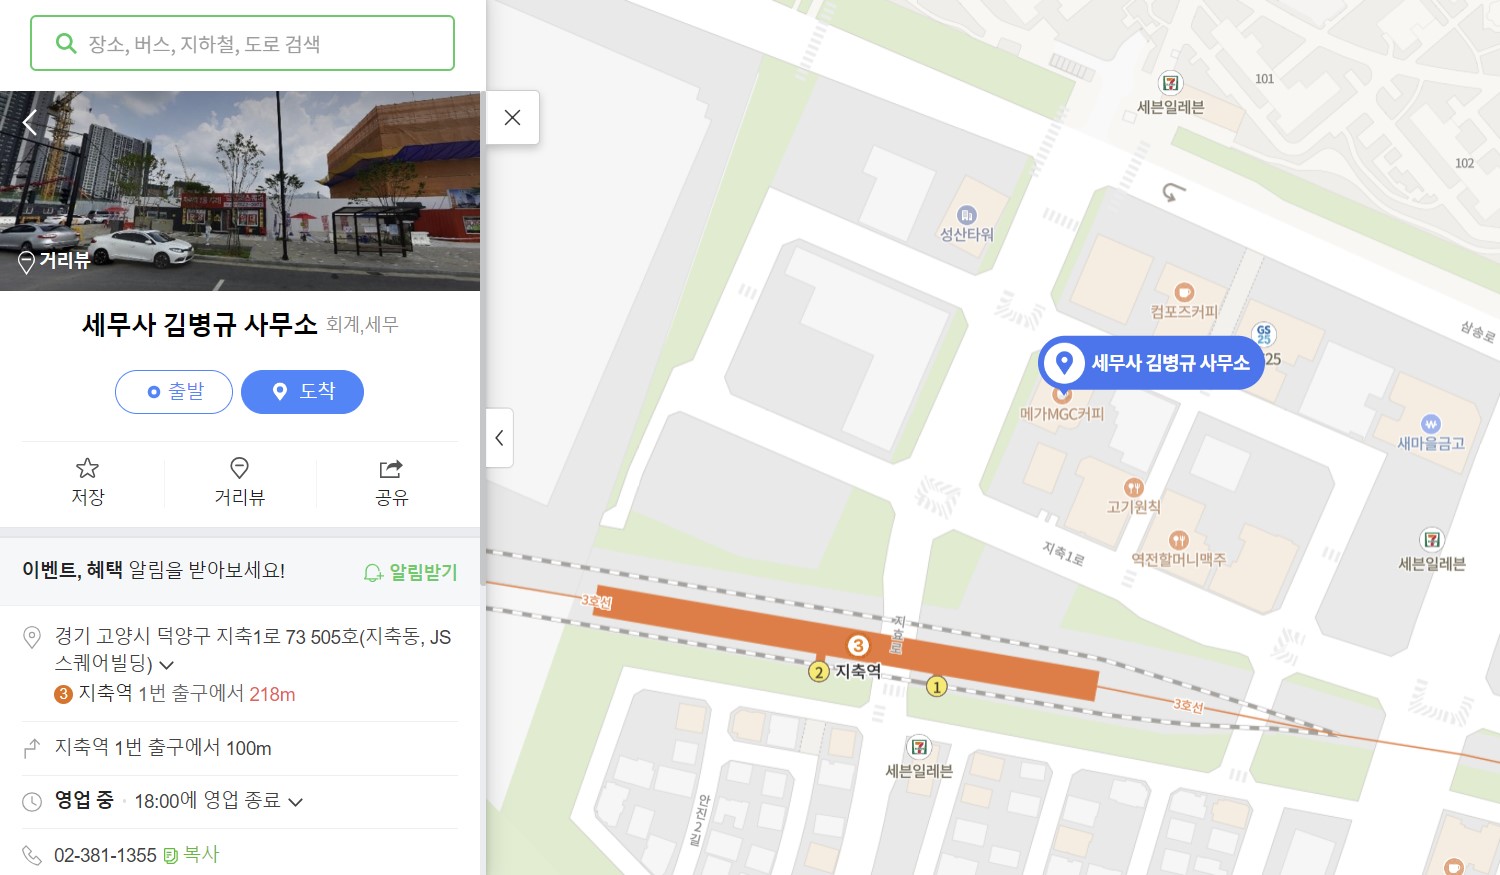 장소, 버스, 지하철, 도로 검색
거리뷰
세무사 김병규 사무소 회계,세무
출발
도착
저장
거리뷰
공유
이벤트, 혜택 알림을 받아보세요!
알림받기
경기 고양시 덕양구 지축1로 73 505호(지축동, JS
스퀘어빌딩)
3 지축역 1번 출구에서 218m
지축역 1번 출구에서 100m
영업 중 · 18:00에 영업 종료
02-381-1355 복사
101
7
세븐일레븐
102
성산타워
컴포즈커피
삼송로
GS
25
25
세무사 김병규 사무소
메가MGC커피
새마을금고
고기원칙
지축1로
역전할머니맥주
7
세븐일레븐
3호선
지효로
3
2
지축역
1
3호선
7
세븐일레븐
안진2길